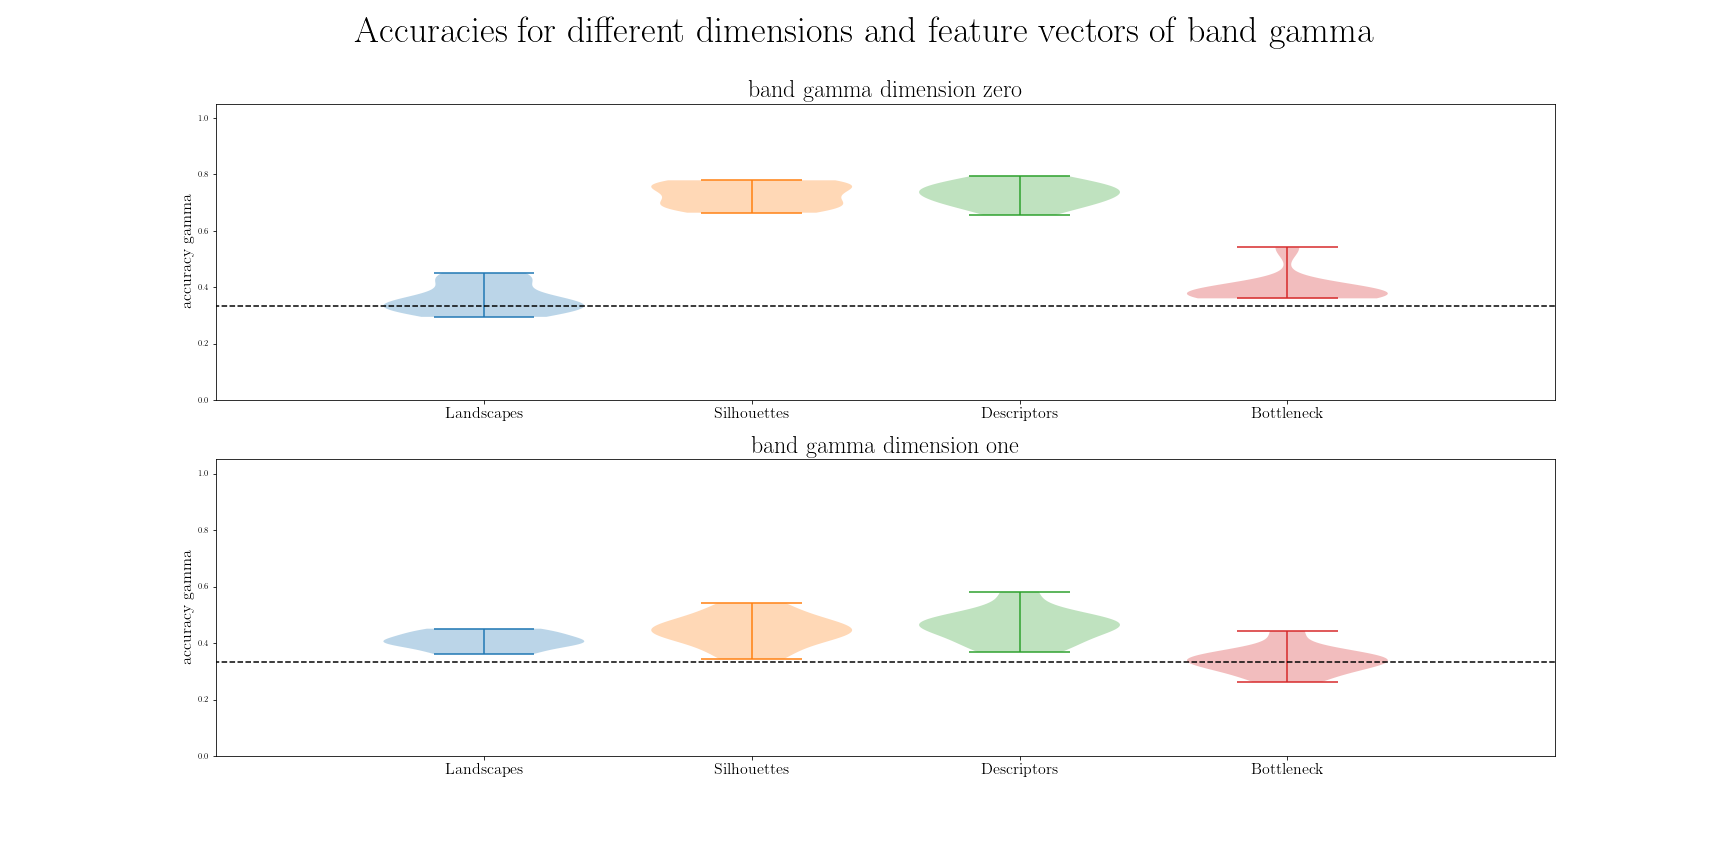 Accuracies for different dimensions and feature vectors of band gamma
band gamma dimension zero
accuracy gamma
1.0
0.8
0.6
0.4
0.2
0.0
Landscapes Silhouettes Descriptors Bottleneck
band gamma dimension one
accuracy gamma
1.0
0.8
0.6
0.4
0.2
0.0
Landscapes Silhouettes Descriptors Bottleneck